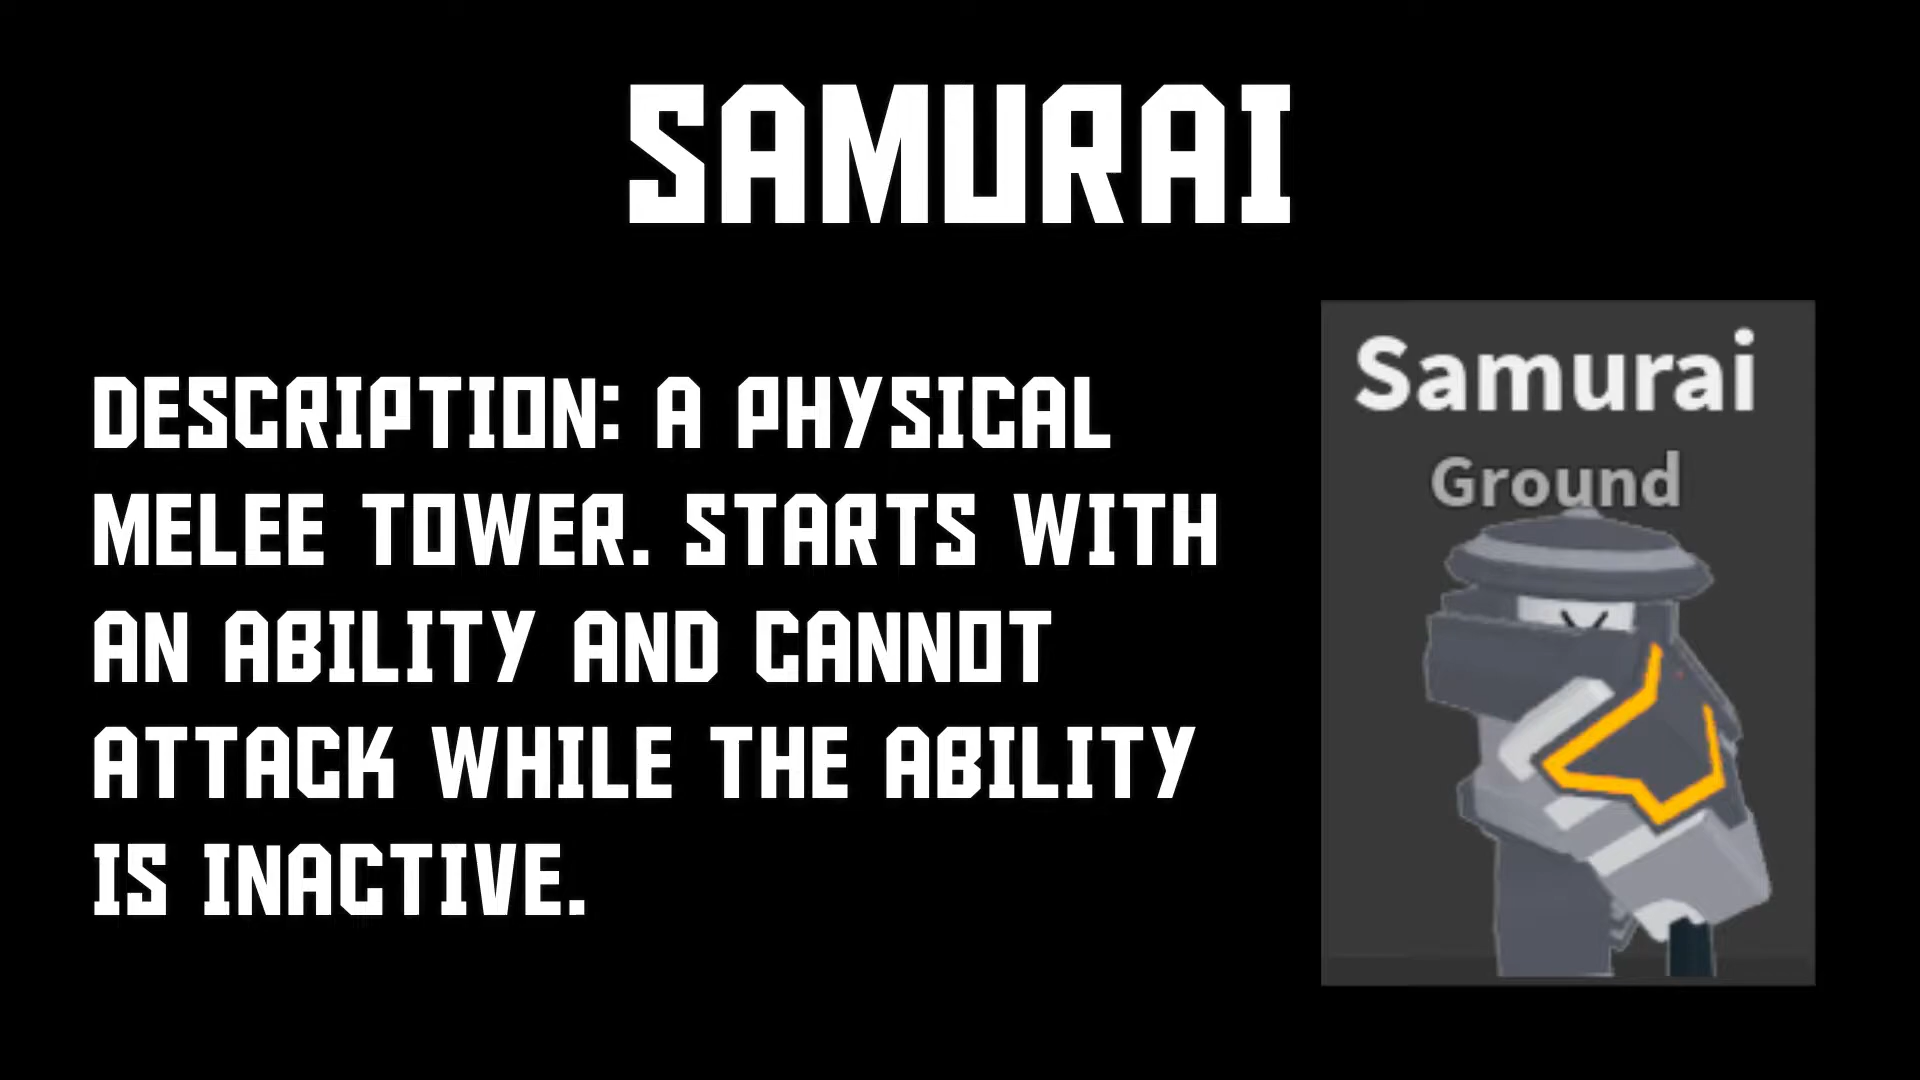 SAMURAI
DESCRIPTION: A PHYSICAL
MELEE TOWER. STARTS WITH
AN ABILITY AND CANNOT
ATTACK WHILE THE ABILITY
IS INACTIVE.
Samurai
Ground